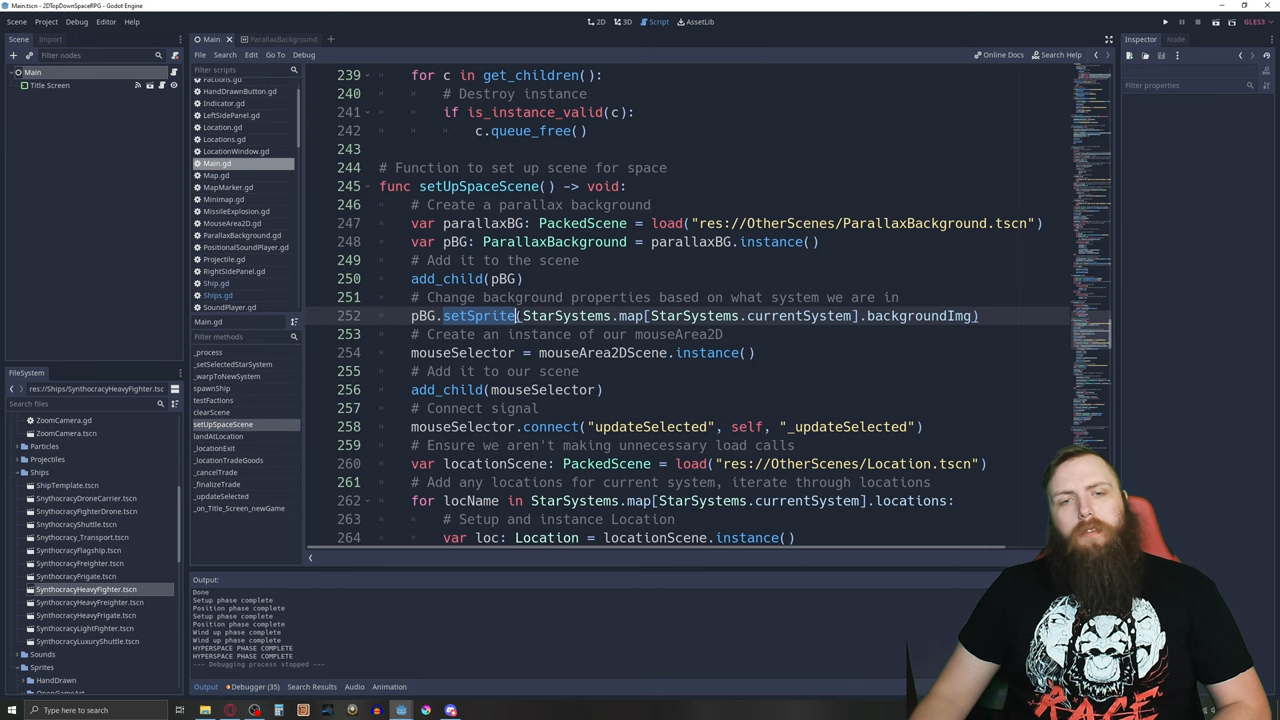 Main.tscn - 2DTopDownSpaceRPG - Godot Engine
Scene Project Debug Editor Help
2D 3D Script AssetLib
GLES3
Scene Import
Filter nodes
Main
Title Screen
Main ParallaxBackground
File Search Edit Go To Debug
Online Docs Search Help
Filter scripts
Factions.gd
HandDrawnButton.gd
Indicator.gd
LeftSidePanel.gd
Location.gd
Locations.gd
LocationWindow.gd
Main.gd
Map.gd
MapMarker.gd
Minimap.gd
MissileExplosion.gd
MouseArea2D.gd
ParallaxBackground.gd
PositionalSoundPlayer.gd
Projectile.gd
RightSidePanel.gd
Ship.gd
Ships.gd
SoundPlayer.gd
Main.gd
Filter methods
_process
_setSelectedStarSystem
_warpToNewSystem
spawnShip
testFactions
clearScene
setUpSpaceScene
landAtLocation
_locationExit
_locationTradeGoods
_cancelTrade
_finalizeTrade
_updateSelected
_on_Title_Screen_newGame
239 for c in get_children():
240 # Destroy instance
241 if is_instance_valid(c):
242 c.queue_free()
243
244 # Function to set up scene for space
245 func setUpSpaceScene() -> void:
246 # Create a parallax background
247 var parallaxBG: PackedScene = load("res://OtherScenes/ParallaxBackground.tscn")
248 var pBG: ParallaxBackground = parallaxBG.instance()
249 # Add it to the scene
250 add_child(pBG)
251 # Change background properties based on what system we are in
252 pBG.setSprite(StarSystems.map[StarSystems.currentSystem].backgroundImg)
253 # Create an instance of our mouseArea2D
254 mouseSelector = mouseArea2DScene.instance()
255 # Add it to our scene
256 add_child(mouseSelector)
257 # Connect signal
258 mouseSelector.connect("updateSelected", self, "_updateSelected")
259 # Ensure we aren't making unnecessary load calls
260 var locationScene: PackedScene = load("res://OtherScenes/Location.tscn")
261 # Add any locations for current system, iterate through locations
262 for locName in StarSystems.map[StarSystems.currentSystem].locations:
263 # Setup and instance Location
264 var loc: Location = locationScene.instance()
Inspector Node
Filter properties
FileSystem
res://Ships/SynthocracyHeavyFighter.tsc
Search files
ZoomCamera.gd
ZoomCamera.tscn
Particles
Projectiles
Ships
ShipTemplate.tscn
SnythocracyDroneCarrier.tscn
SnythocracyFighterDrone.tscn
SnythocracyShuttle.tscn
Synthocracy_Transport.tscn
SynthocracyFlagship.tscn
SynthocracyFreighter.tscn
SynthocracyFrigate.tscn
SynthocracyHeavyFighter.tscn
SynthocracyHeavyFreighter.tscn
SynthocracyHeavyFrigate.tscn
SynthocracyLightFighter.tscn
SynthocracyLuxuryShuttle.tscn
Sounds
Sprites
HandDrawn
OpenGameArt
Output:
Done
Setup phase complete
Position phase complete
Setup phase complete
Position phase complete
Wind up phase complete
Wind up phase complete
HYPERSPACE PHASE COMPLETE
HYPERSPACE PHASE COMPLETE
--- Debugging process stopped ---
Output Debugger (35) Search Results Audio Animation
Type here to search
RAGE